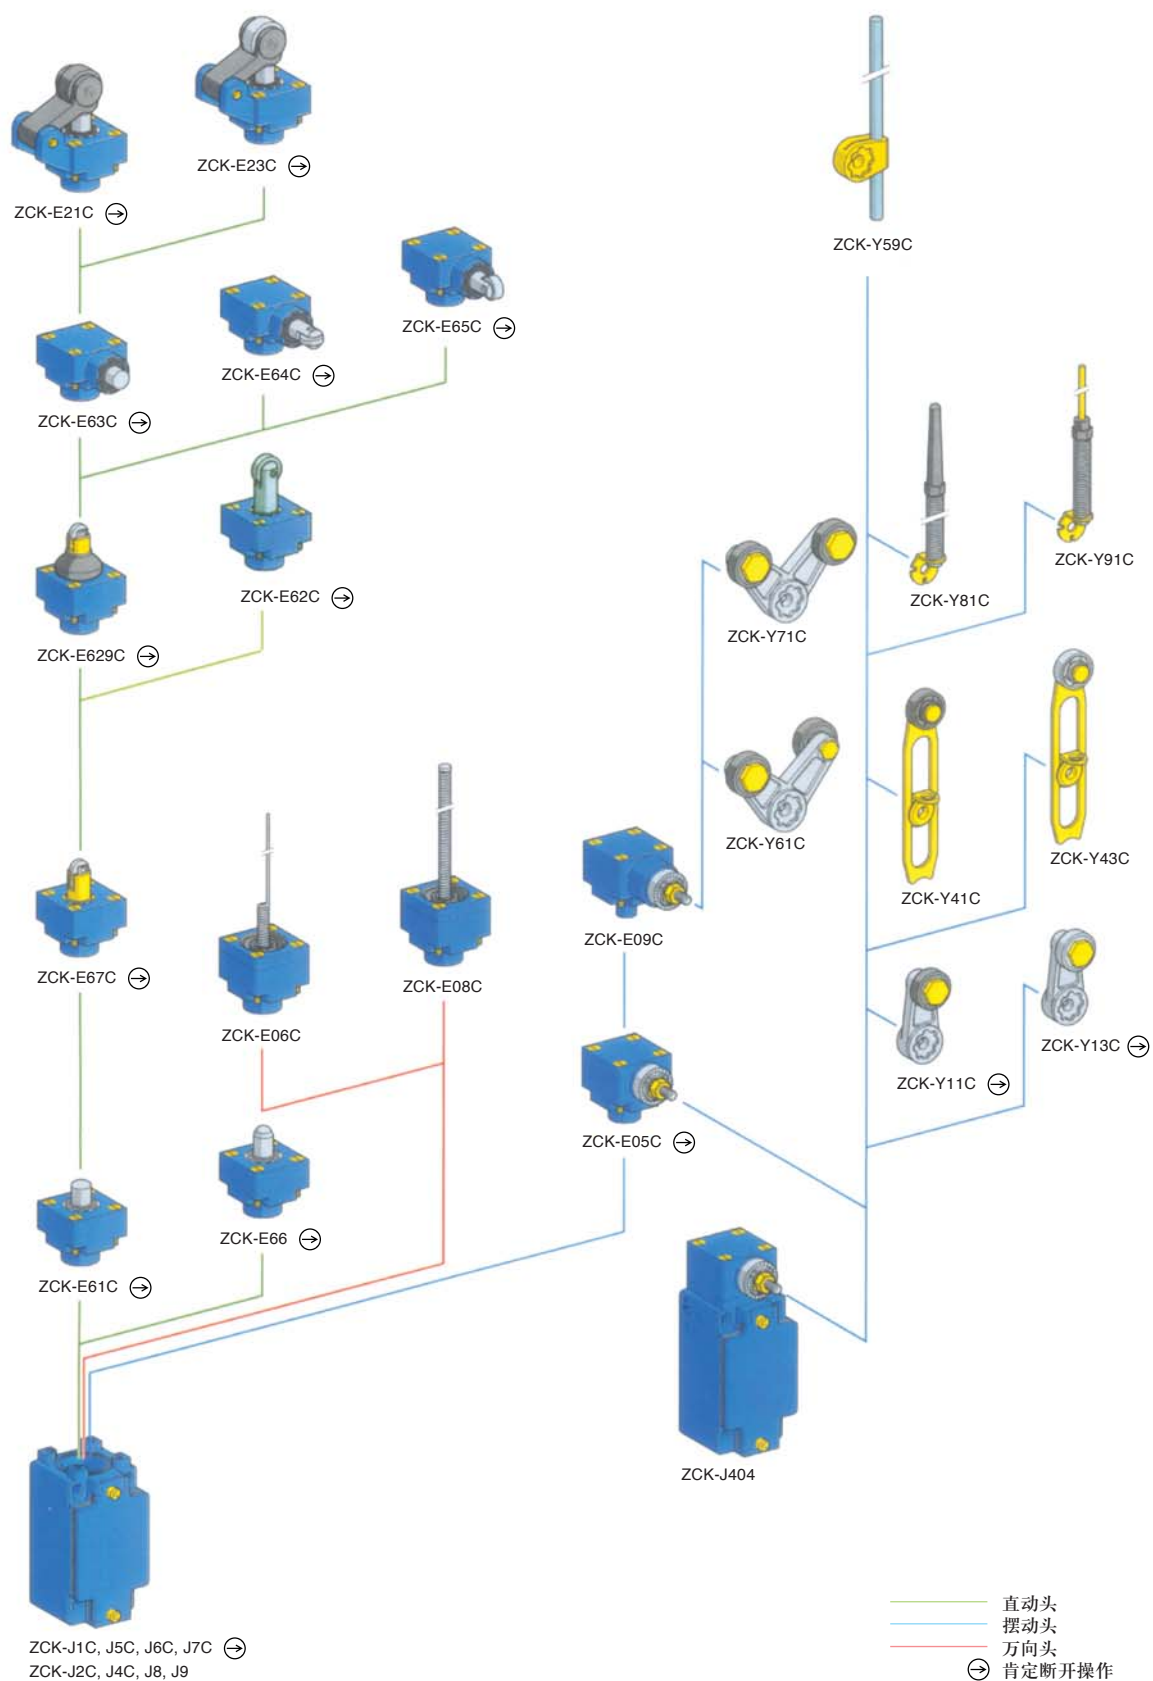 ZCK-E23C
ZCK-E21C
ZCK-Y59C
ZCK-E65C
ZCK-E64C
ZCK-E63C
ZCK-Y91C
ZCK-E62C
ZCK-Y81C
ZCK-Y71C
ZCK-E629C
ZCK-Y61C
ZCK-Y43C
ZCK-Y41C
ZCK-E09C
ZCK-E67C
ZCK-E08C
ZCK-E06C
ZCK-Y13C
ZCK-Y11C
ZCK-E05C
ZCK-E66
ZCK-E61C
ZCK-J404
直动头
摆动头
万向头
肯定断开操作
ZCK-J1C, J5C, J6C, J7C
ZCK-J2C, J4C, J8, J9